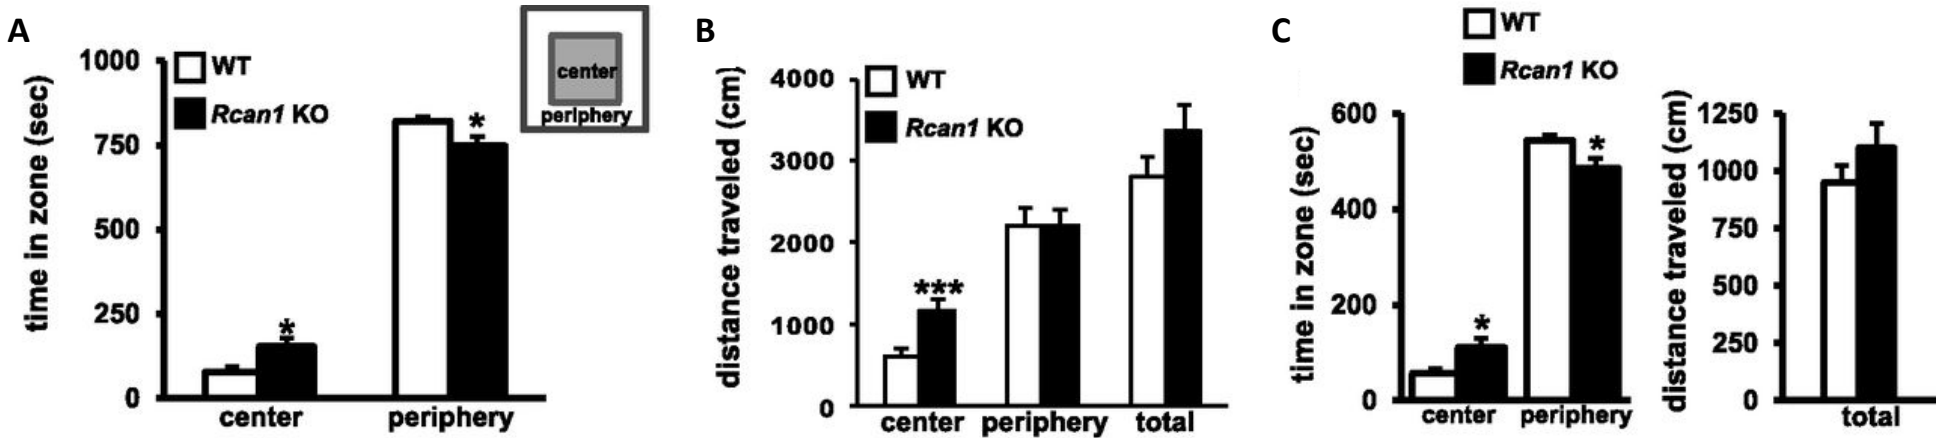 A
time in zone (sec)
1000
750
500
250
0
WT
Rcan1 KO
*
*
center
periphery
center
periphery
B
distance traveled (cm)
4000
3000
2000
1000
0
WT
Rcan1 KO
***
center
periphery
total
C
WT
Rcan1 KO
time in zone (sec)
600
400
200
0
*
*
center
periphery
distance traveled (cm)
1250
1000
750
500
250
0
total